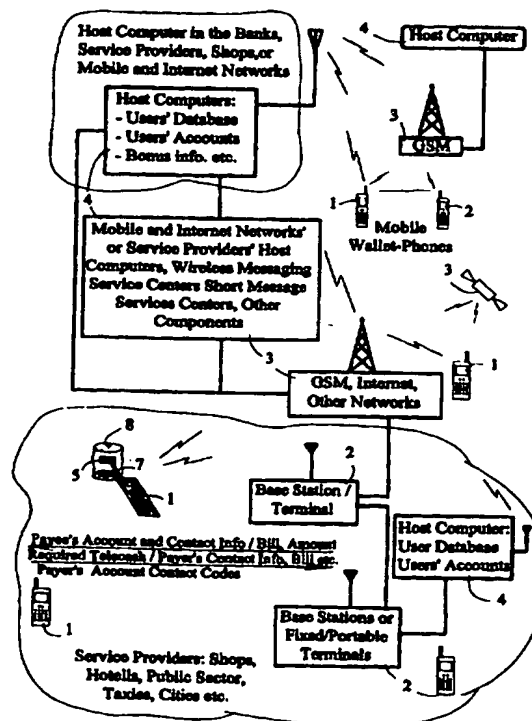 Host Computer in the Banks,
Service Providers, Shops,or
Mobile and Internet Networks
Host Computers:
- Users' Database
- Users' Accounts
- Bonus info. etc.
4
4
Host Computer
3
GSM
1
2
Mobile
Wallet-Phones
Mobile and Internet Networks'
or Service Providers' Host
Computers, Wireless Messaging
Service Centers Short Message
Services Centers, Other
Components
3
3
1
1
GSM, Internet,
Other Networks
8
5
7
1
2
Base Station /
Terminal
Host Computer:
User Database
Users' Accounts
4
Payee's Account and Contact Info / Bill, Amount
Required Telecash / Payer's Contact Info, Bill etc.
Payer's Account Contact Codes
1
Base Stations or
Fixed/Portable
Terminals
2
Service Providers: Shops,
Hotells, Public Sector,
Taxies, Cities etc.